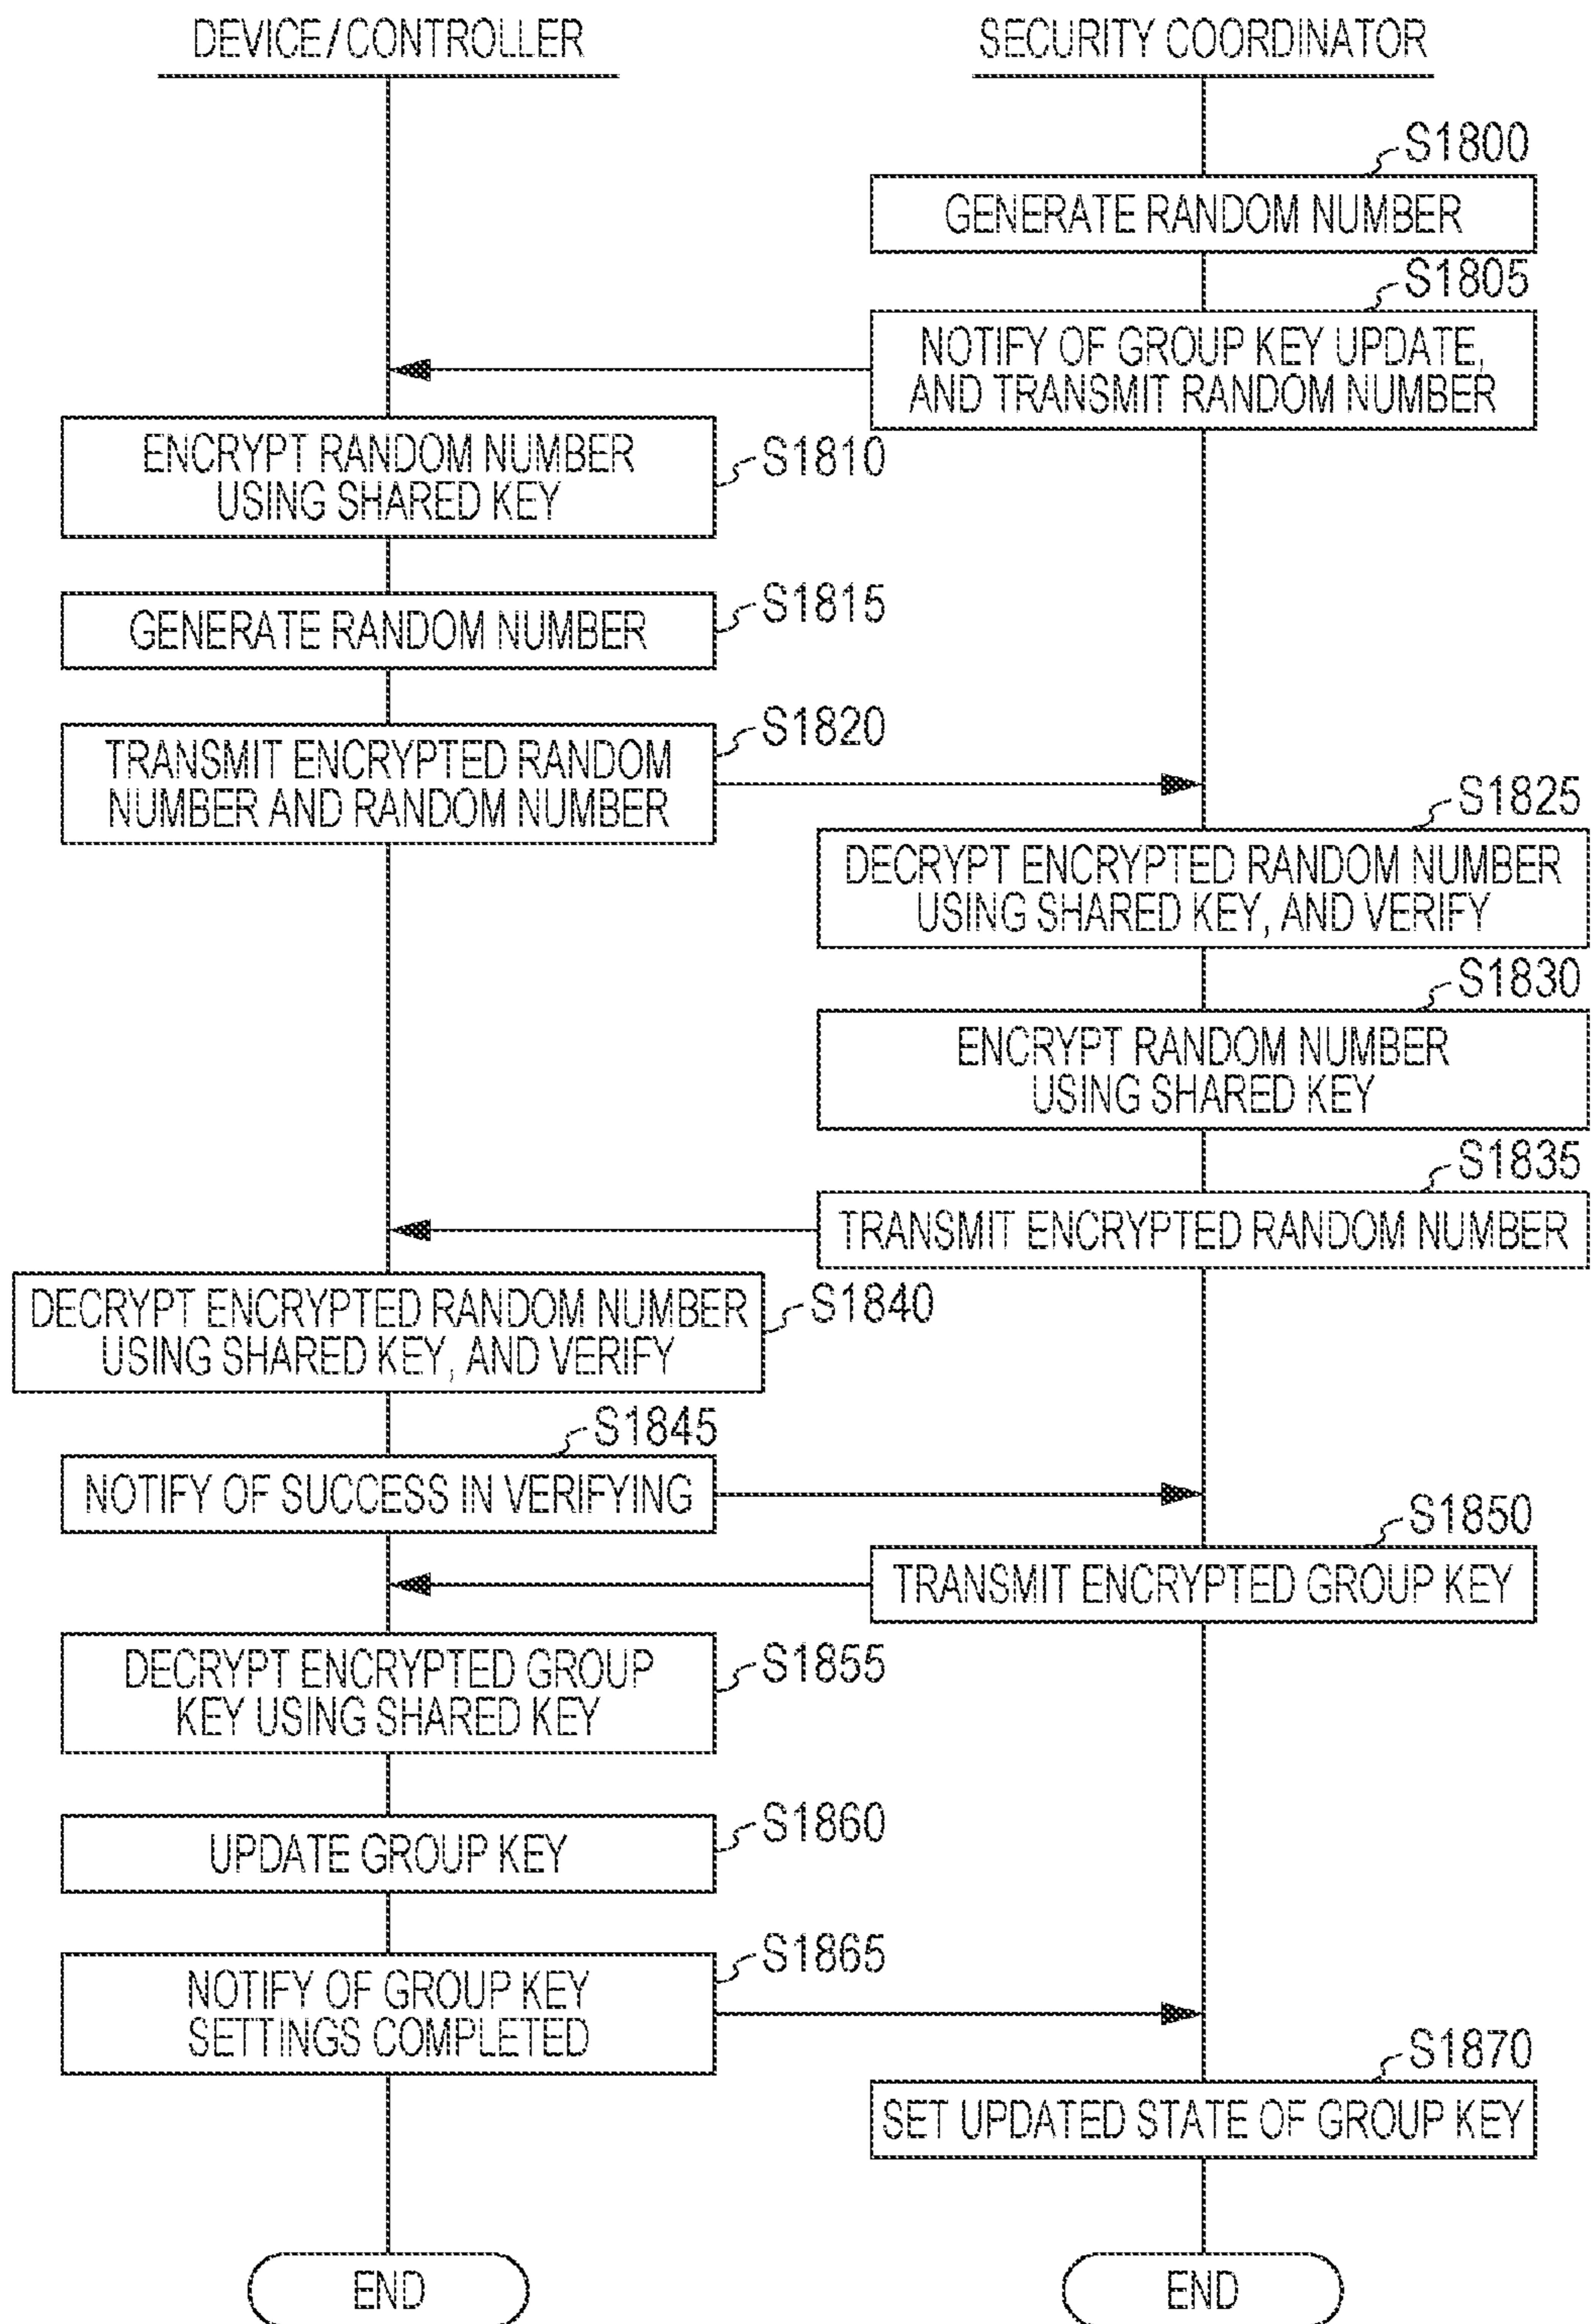 DEVICE/CONTROLLER
SECURITY COORDINATOR
S1800
GENERATE RANDOM NUMBER
S1805
NOTIFY OF GROUP KEY UPDATE,
AND TRANSMIT RANDOM NUMBER
ENCRYPT RANDOM NUMBER
USING SHARED KEY
S1810
GENERATE RANDOM NUMBER
S1815
TRANSMIT ENCRYPTED RANDOM
NUMBER AND RANDOM NUMBER
S1820
S1825
DECRYPT ENCRYPTED RANDOM NUMBER
USING SHARED KEY, AND VERIFY
S1830
ENCRYPT RANDOM NUMBER
USING SHARED KEY
S1835
TRANSMIT ENCRYPTED RANDOM NUMBER
DECRYPT ENCRYPTED RANDOM NUMBER
USING SHARED KEY, AND VERIFY
S1840
S1845
NOTIFY OF SUCCESS IN VERIFYING
S1850
TRANSMIT ENCRYPTED GROUP KEY
DECRYPT ENCRYPTED GROUP
KEY USING SHARED KEY
S1855
UPDATE GROUP KEY
S1860
NOTIFY OF GROUP KEY
SETTINGS COMPLETED
S1865
S1870
SET UPDATED STATE OF GROUP KEY
END
END